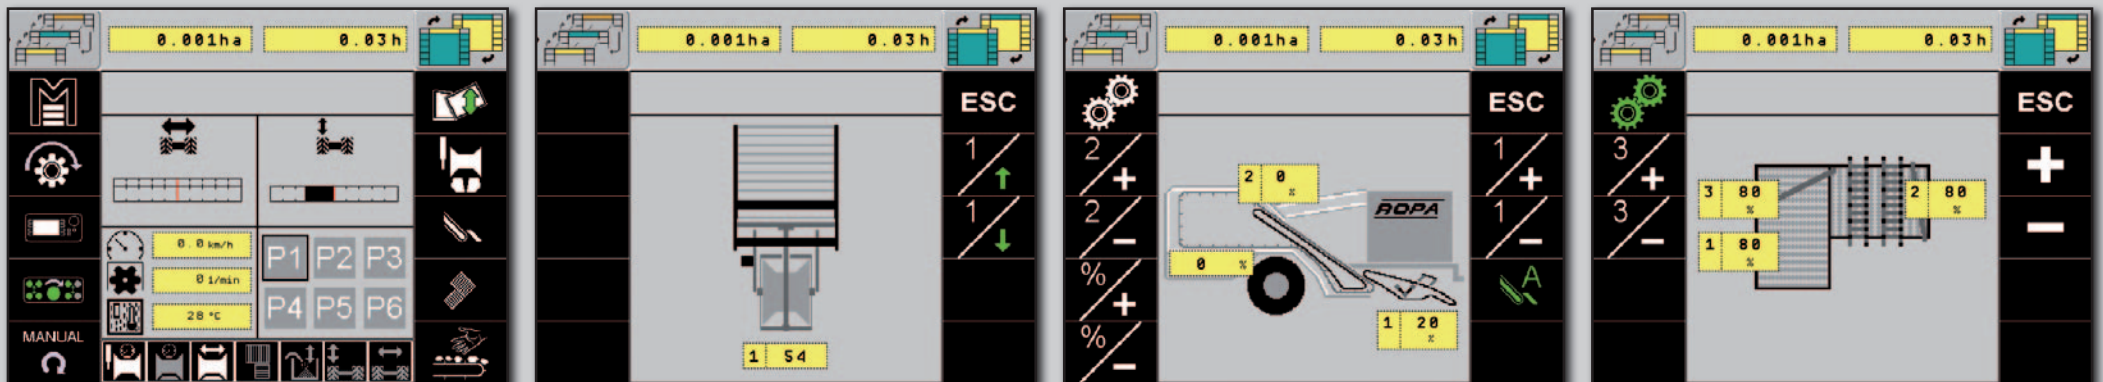 0.001ha 0.03h
0.0 km/h
0 1/min
28 °C
P1 P2 P3
P4 P5 P6
MANUAL
0.001ha 0.03h
ESC
1/
1/
1 54
0.001ha 0.03h
ESC
2/+
1/+
2/-
1/-
%/+
%/-
A
2 0 %
ROPA
0 %
1 20 %
0.001ha 0.03h
ESC
3/+
+
3/-
-
3 80 %
2 80 %
1 80 %